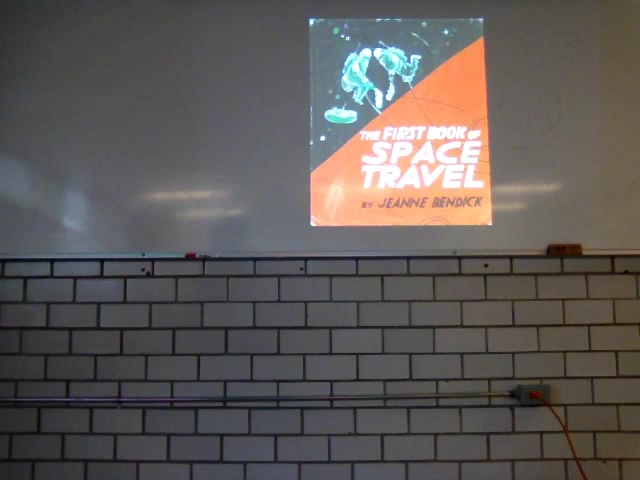 THE FIRST BOOK OF
SPACE
TRAVEL
BY JEANNE BENDICK